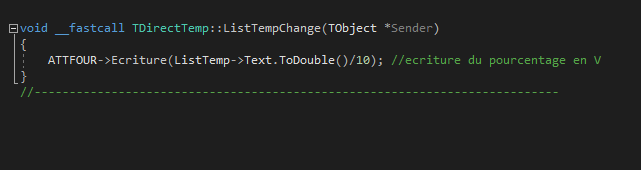 void __fastcall TDirectTemp::ListTempChange(TObject *Sender)
{
ATTFOUR->Ecriture(ListTemp->Text.ToDouble()/10); //ecriture du pourcentage en V
}
//---------------------------------------------------------------------------